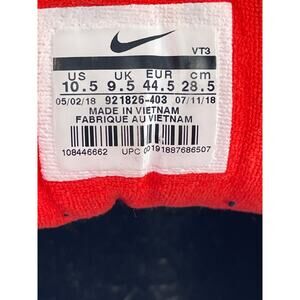 VT3
US UK EUR cm
10.5 9.5 44.5 28.5
05/02/18 921826-403 07/11/18
MADE IN VIETNAM
FABRIQUE AU VIETNAM
108446662 UPC 00191887686507